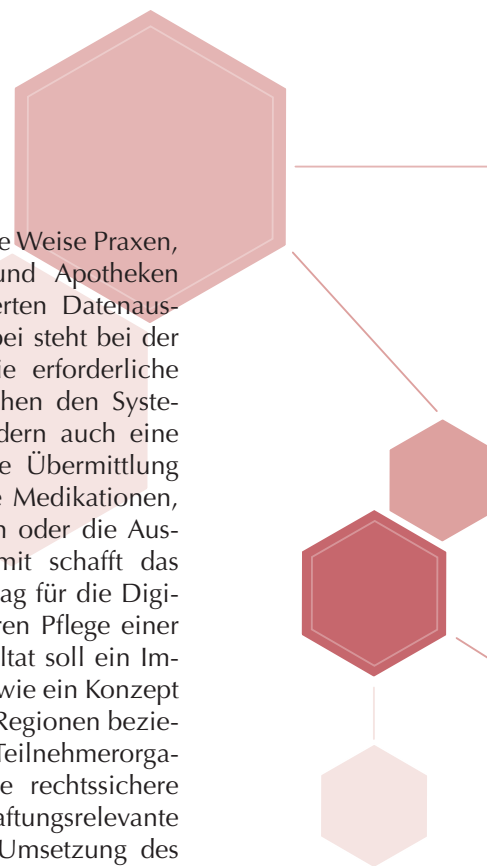 e Weise Praxen,
und Apotheken
erten Datenaus-
bei steht bei der
ie erforderliche
chen den Syste-
dern auch eine
e Übermittlung
e Medikationen,
n oder die Aus-
mit schafft das
ag für die Digi-
ren Pflege einer
ltat soll ein Im-
wie ein Konzept
Regionen bezie-
Teilnehmerorga-
e rechtssichere
aftungsrelevante
Umsetzung des